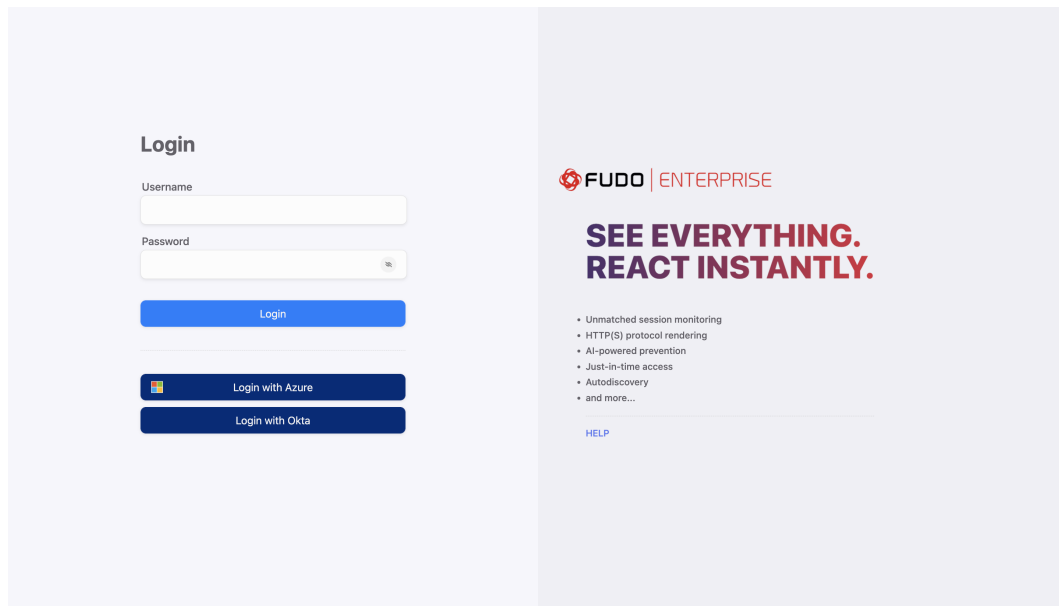 Login
Username
Password
Login
Login with Azure
Login with Okta
FUDO ENTERPRISE
SEE EVERYTHING.
REACT INSTANTLY.
• Unmatched session monitoring
• HTTP(S) protocol rendering
• AI-powered prevention
• Just-in-time access
• Autodiscovery
• and more...
HELP